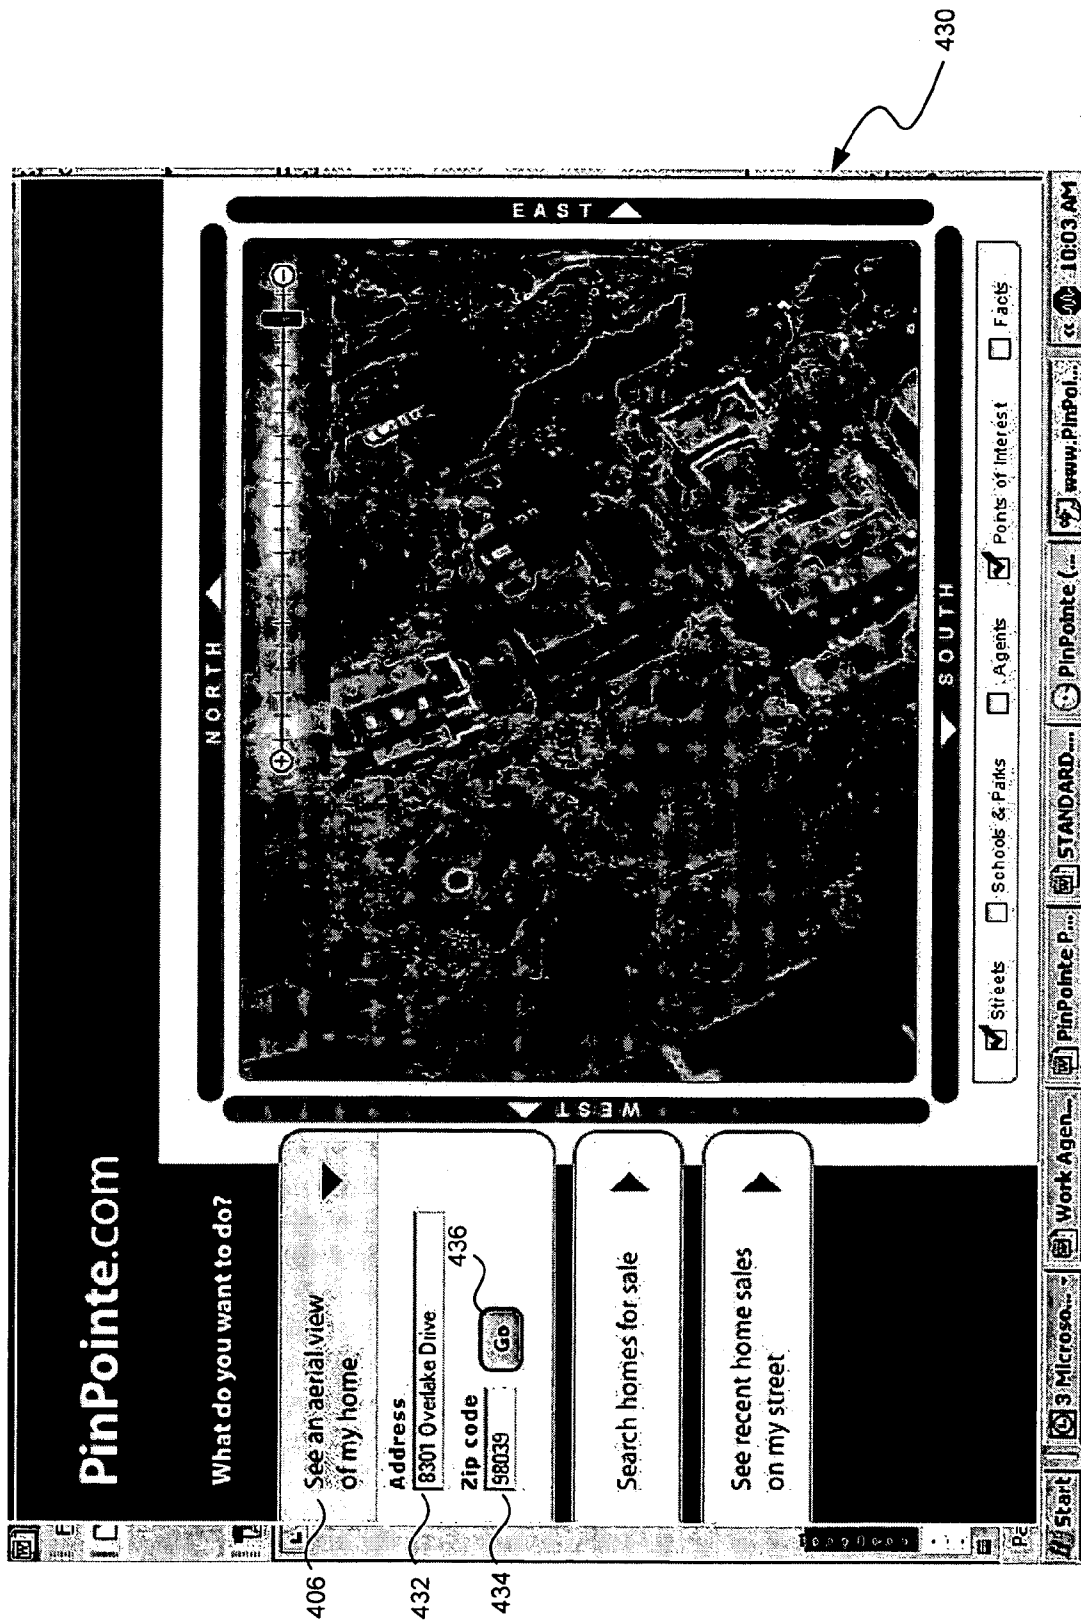 PinPointe.com
What do you want to do?
406
See an aerial view
of my home
432
Address
8301 Overlake Drive
434
Zip code
98039
Go
436
Search homes for sale
See recent home sales
on my street
NORTH
WEST
EAST
SOUTH
Streets
Schools & Parks
Agents
Ponts of Interest
Facts
430
Start
3 Microso...
Work Agen...
PinPointe P...
STANDARD...
PinPointe (...
www.PinPoi...
10:03 AM